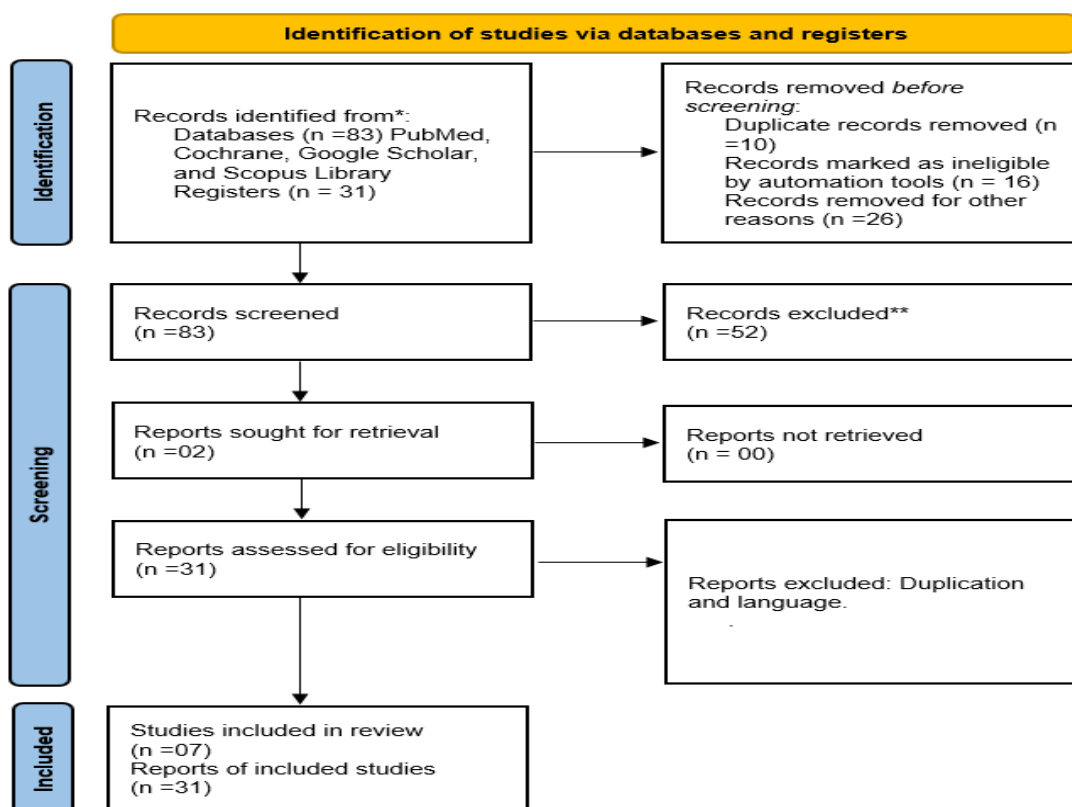 Identification of studies via databases and registers
Identification
Records identified from*:
Databases (n =83) PubMed,
Cochrane, Google Scholar,
and Scopus Library
Registers (n = 31)
Records removed before
screening:
Duplicate records removed (n
=10)
Records marked as ineligible
by automation tools (n = 16)
Records removed for other
reasons (n =26)
Screening
Records screened
(n =83)
Records excluded**
(n =52)
Reports sought for retrieval
(n =02)
Reports not retrieved
(n = 00)
Reports assessed for eligibility
(n =31)
Reports excluded: Duplication
and language.
.
Included
Studies included in review
(n =07)
Reports of included studies
(n =31)